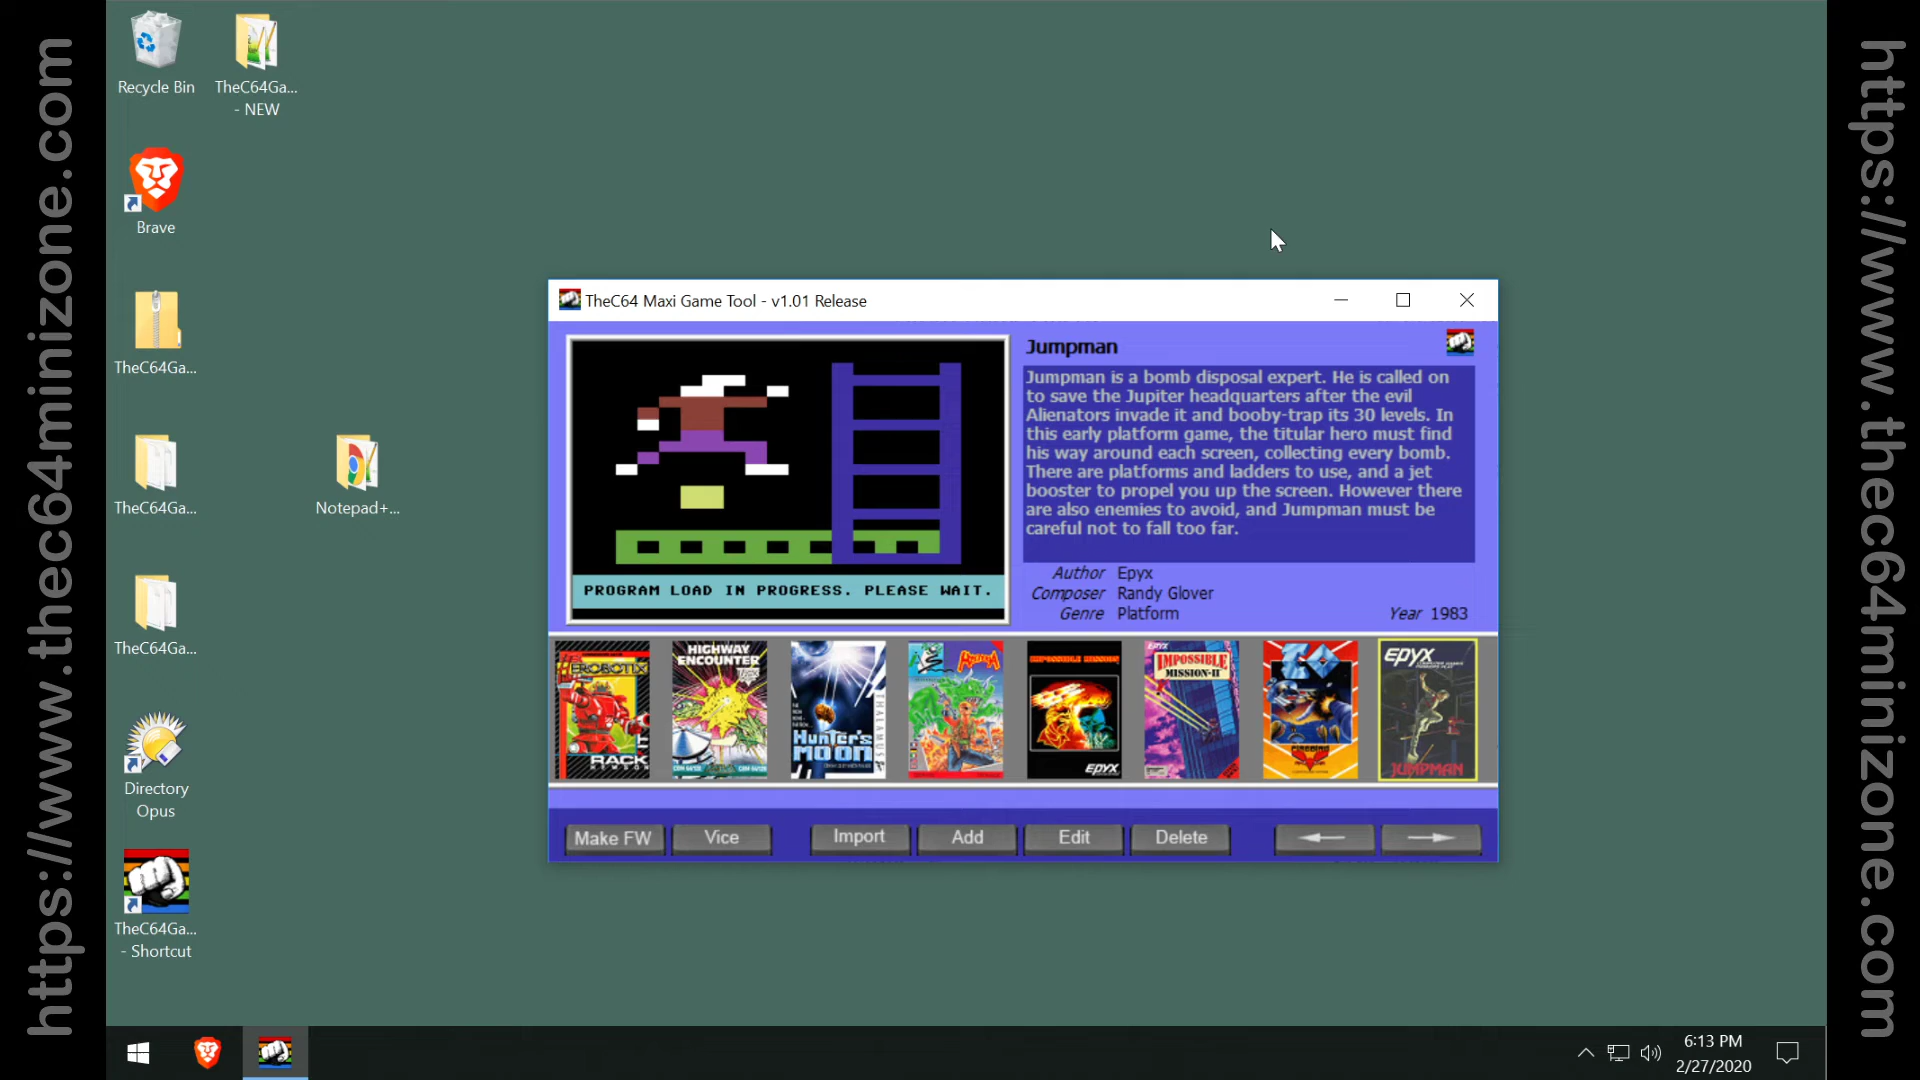 https://www.thec64minizone.com
Recycle Bin
TheC64Ga...
- NEW
Brave
TheC64Ga...
TheC64Ga...
Notepad+...
TheC64Ga...
Directory
Opus
TheC64Ga...
- Shortcut
TheC64 Maxi Game Tool - v1.01 Release
PROGRAM LOAD IN PROGRESS. PLEASE WAIT.
Jumpman
Jumpman is a bomb disposal expert. He is called on
to save the Jupiter headquarters after the evil
Alienators invade it and booby-trap its 30 levels. In
this early platform game, the titular hero must find
his way around each screen, collecting every bomb.
There are platforms and ladders to use, and a jet
booster to propel you up the screen. However there
are also enemies to avoid, and Jumpman must be
careful not to fall too far.
Author Epyx
Composer Randy Glover
Genre Platform
Year 1983
HIGHWAY
ENCOUNTER
Hunter's
MOON
THALAMUS
IMPOSSIBLE MISSION
EPYX
EPYX
IMPOSSIBLE
MISSION-II
FIREBIRD
EPYX
JUMPMAN
Make FW
Vice
Import
Add
Edit
Delete
6:13 PM
2/27/2020
https://www.thec64minizone.com